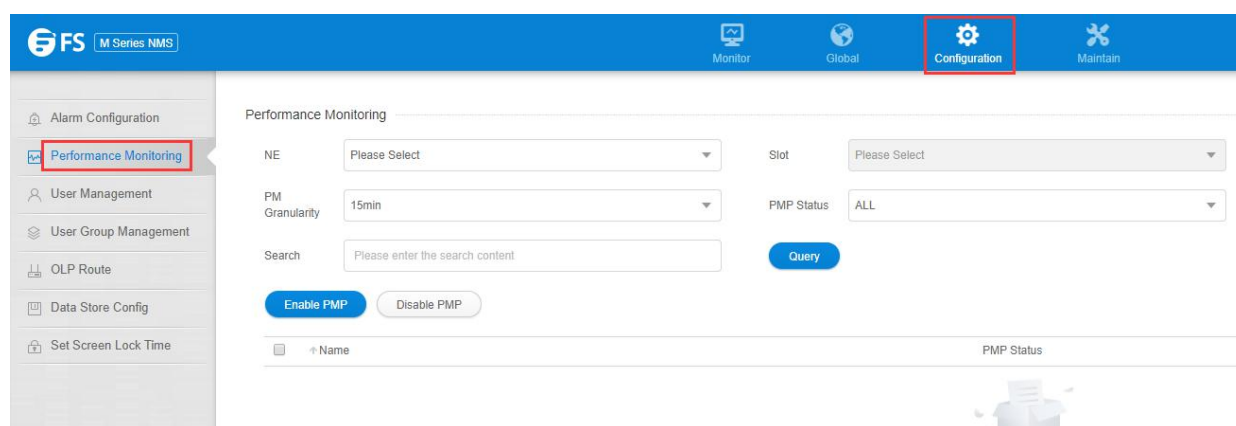 FS M Series NMS
Monitor
Global
Configuration
Maintain
Alarm Configuration
Performance Monitoring
User Management
User Group Management
OLP Route
Data Store Config
Set Screen Lock Time
Performance Monitoring
NE
Please Select
Slot
Please Select
PM
Granularity
15min
PMP Status
ALL
Search
Please enter the search content
Query
Enable PMP
Disable PMP
Name
PMP Status